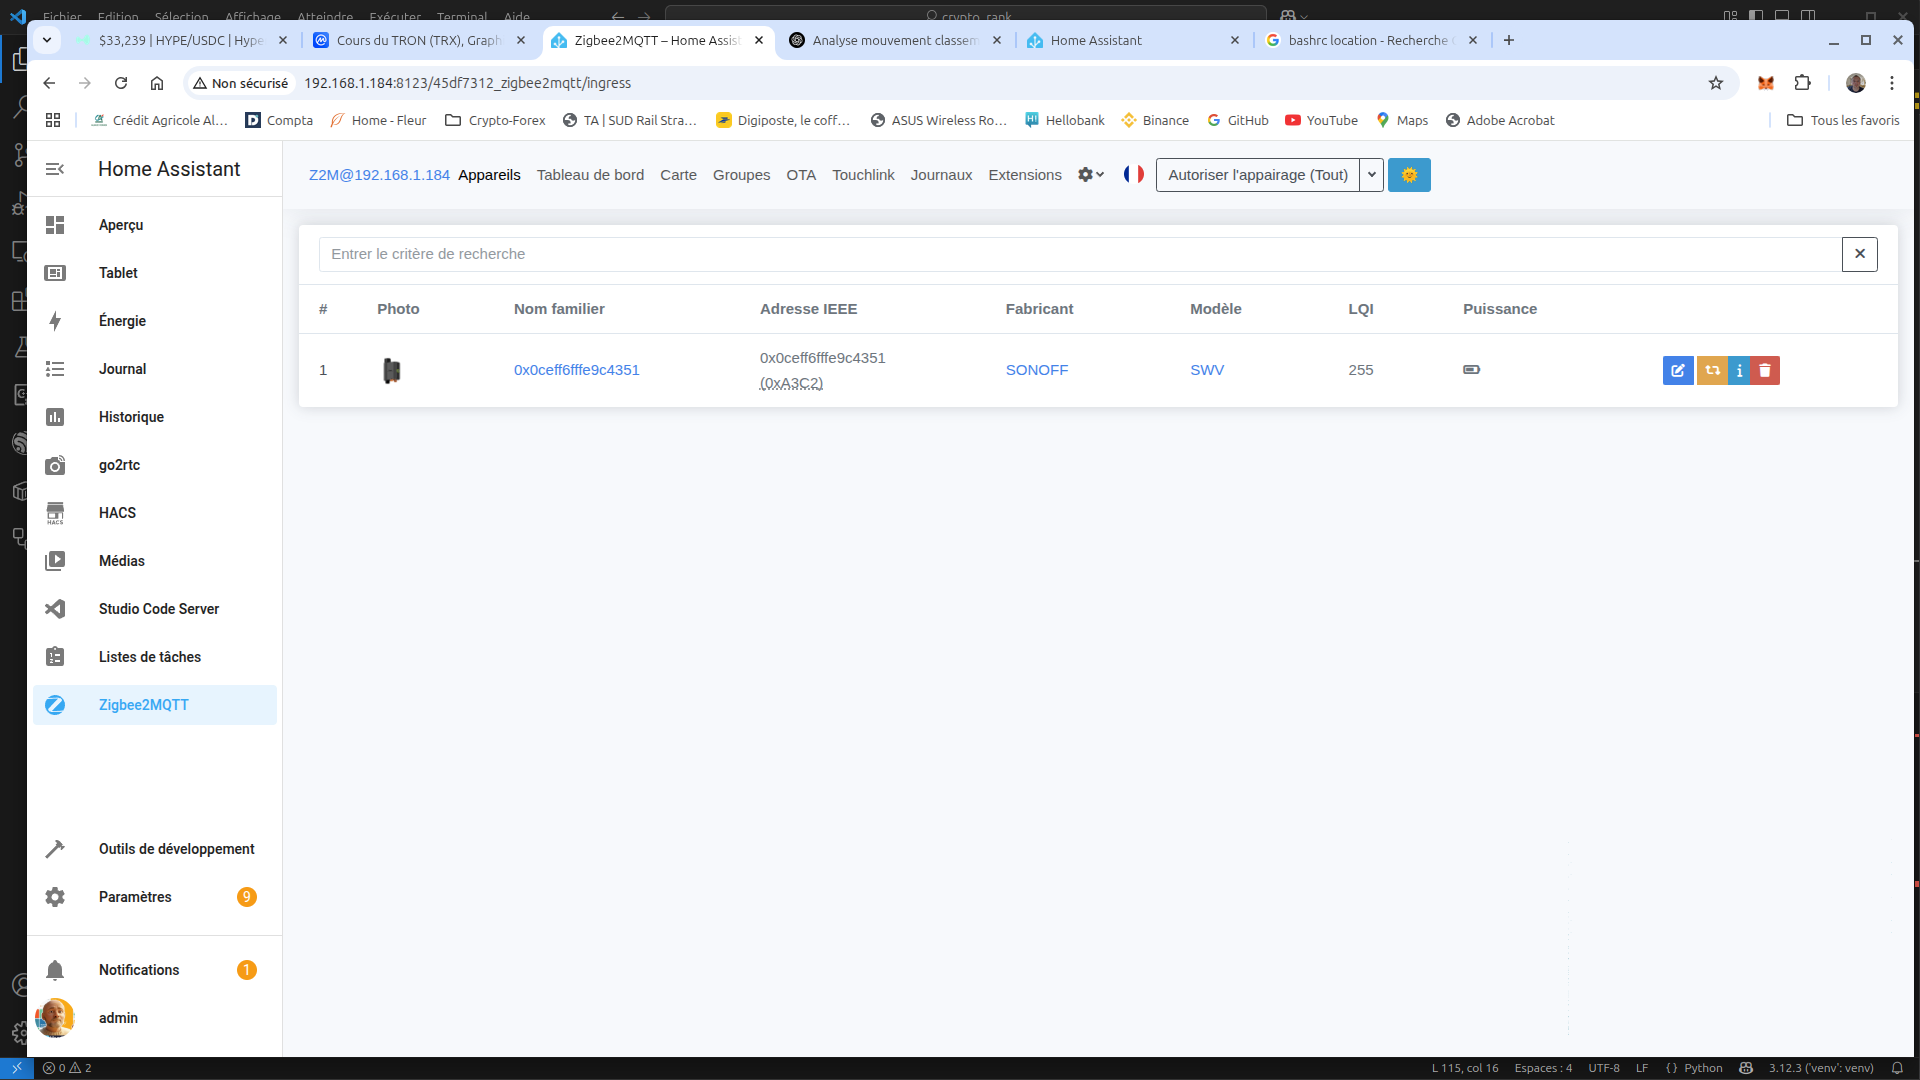 Fichier Edition Sélection Affichage Atteindre Exécuter Terminal Aide
crypto_rank
$33,239 | HYPE/USDC | Hype
Cours du TRON (TRX), Graph
Zigbee2MQTT – Home Assist
Analyse mouvement classem
Home Assistant
bashrc location - Recherche
Non sécurisé
192.168.1.184:8123/45df7312_zigbee2mqtt/ingress
Crédit Agricole Al...
Compta
Home - Fleur
Crypto-Forex
TA | SUD Rail Stra...
Digiposte, le coff...
ASUS Wireless Ro...
Hellobank
Binance
GitHub
YouTube
Maps
Adobe Acrobat
Tous les favoris
Home Assistant
Z2M@192.168.1.184 Appareils Tableau de bord Carte Groupes OTA Touchlink Journaux Extensions
Autoriser l'appairage (Tout)
Aperçu
Tablet
Énergie
Journal
Historique
go2rtc
HACS
Médias
Studio Code Server
Listes de tâches
Zigbee2MQTT
Outils de développement
Paramètres 9
Notifications 1
admin
Entrer le critère de recherche
# Photo Nom familier Adresse IEEE Fabricant Modèle LQI Puissance
1 0x0ceff6fffe9c4351 0x0ceff6fffe9c4351 SONOFF SWV 255
(0xA3C2)
0 2
L 115, col 16 Espaces : 4 UTF-8 LF {} Python 3.12.3 ('venv': venv)